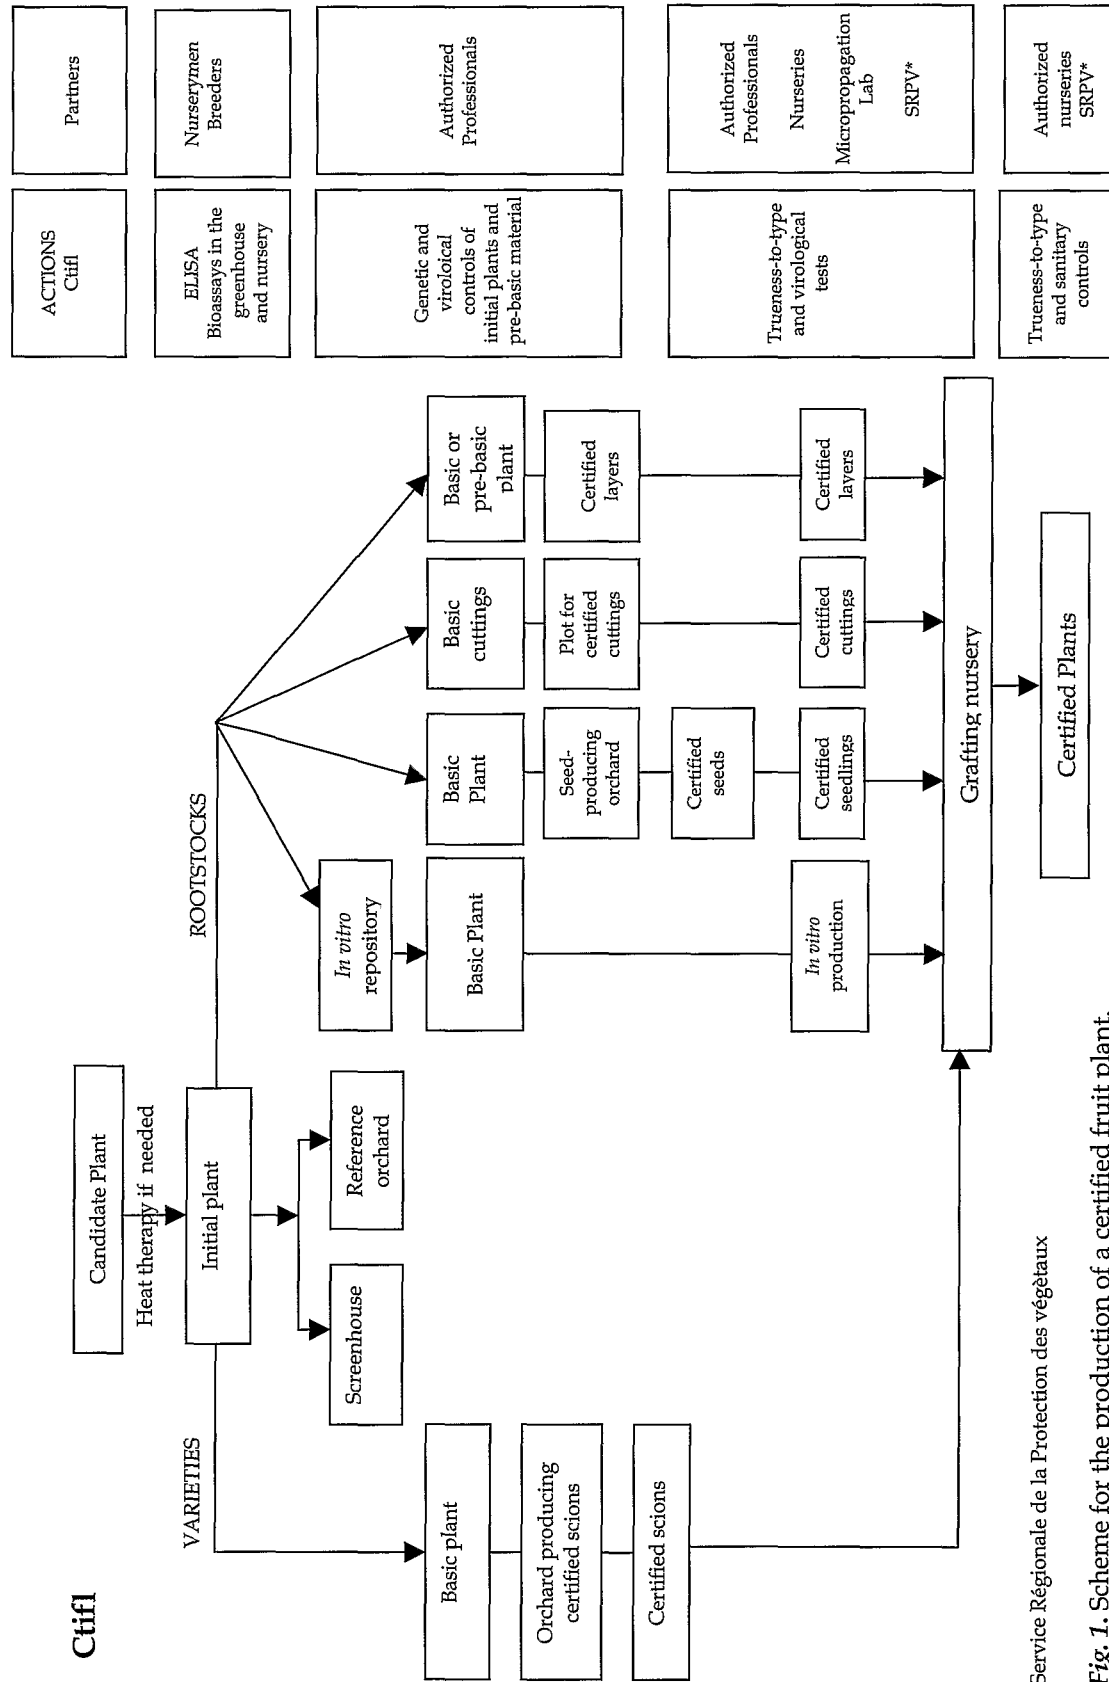 Ctifl
Candidate Plant
Heat therapy if needed
Initial plant
VARIETIES
ROOTSTOCKS
Screenhouse
Reference
orchard
In vitro
repository
Basic plant
Basic Plant
Basic
Plant
Basic
cuttings
Basic or
pre-basic
plant
Orchard producing
certified scions
Seed-
producing
orchard
Plot for
certified
cuttings
Certified
layers
Certified scions
Certified
seeds
In vitro
production
Certified
seedlings
Certified
cuttings
Certified
layers
Grafting nursery
Certified Plants
ACTIONS
Ctifl
Partners
ELISA
Bioassays in the
greenhouse
and nursery
Nurserymen
Breeders
Genetic and
viroloical
controls of
initial plants and
pre-basic material
Authorized
Professionals
Trueness-to-type
and virological
tests
Authorized
Professionals
Nurseries
Micropropagation
Lab
SRPV*
Trueness-to-type
and sanitary
controls
Authorized
nurseries
SRPV*
Service Régionale de la Protection des végètaux
Fig. 1. Scheme for the production of a certified fruit plant.